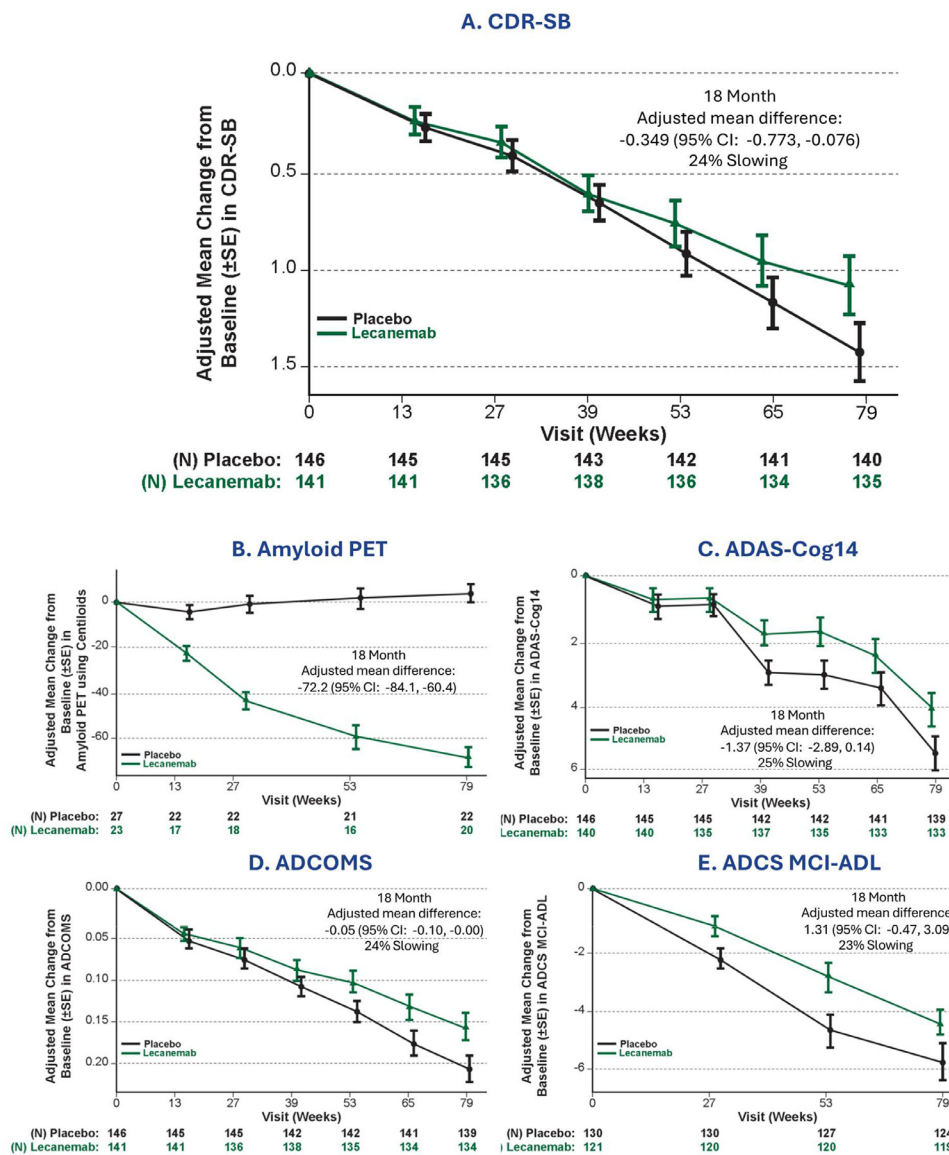 A. CDR-SB
Adjusted Mean Change from
Baseline (±SE) in CDR-SB
0.0
0.5
1.0
1.5
18 Month
Adjusted mean difference:
-0.349 (95% CI: -0.773, -0.076)
24% Slowing
Placebo
Lecanemab
0 13 27 39 53 65 79
Visit (Weeks)
(N) Placebo: 146 145 145 143 142 141 140
(N) Lecanemab: 141 141 136 138 136 134 135
B. Amyloid PET
Adjusted Mean Change from
Baseline (±SE) in
Amyloid PET using Centiloids
0
-20
-40
-60
18 Month
Adjusted mean difference:
-72.2 (95% CI: -84.1, -60.4)
Placebo
Lecanemab
0 13 27 53 79
Visit (Weeks)
(N) Placebo: 27 22 22 21 22
(N) Lecanemab: 23 17 18 16 20
C. ADAS-Cog14
Adjusted Mean Change from
Baseline (±SE) in ADAS-Cog14
0
2
4
6
18 Month
Adjusted mean difference:
-1.37 (95% CI: -2.89, 0.14)
25% Slowing
Placebo
Lecanemab
0 13 27 39 53 65 79
Visit (Weeks)
(N) Placebo: 146 145 145 142 142 141 139
Lecanemab: 140 140 135 137 135 133 133
D. ADCOMS
Adjusted Mean Change from
Baseline (±SE) in ADCOMS
0.00
0.05
0.10
0.15
0.20
18 Month
Adjusted mean difference:
-0.05 (95% CI: -0.10, -0.00)
24% Slowing
Placebo
Lecanemab
0 13 27 39 53 65 79
Visit (Weeks)
(N) Placebo: 146 145 145 142 142 141 139
(N) Lecanemab: 141 141 136 138 135 134 134
E. ADCS MCI-ADL
Adjusted Mean Change from
Baseline (±SE) in ADCS MCI-ADL
0
-2
-4
-6
18 Month
Adjusted mean difference
1.31 (95% CI: -0.47, 3.09
23% Slowing
Placebo
Lecanemab
0 27 53 79
Visit (Weeks)
(N) Placebo: 130 130 127 124
) Lecanemab: 121 120 120 119